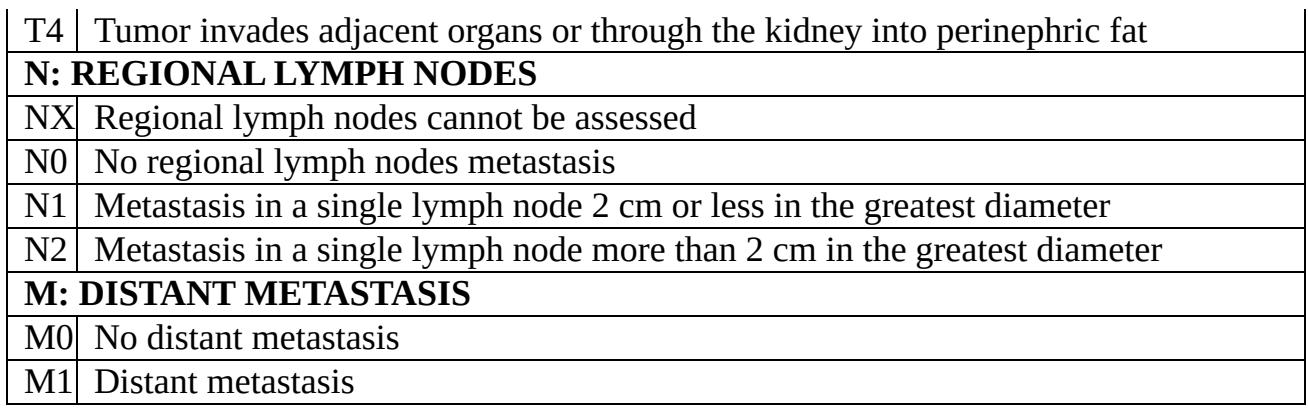 T4 Tumor invades adjacent organs or through the kidney into perinephric fat
N: REGIONAL LYMPH NODES
NX Regional lymph nodes cannot be assessed
N0 No regional lymph nodes metastasis
N1 Metastasis in a single lymph node 2 cm or less in the greatest diameter
N2 Metastasis in a single lymph node more than 2 cm in the greatest diameter
M: DISTANT METASTASIS
M0 No distant metastasis
M1 Distant metastasis